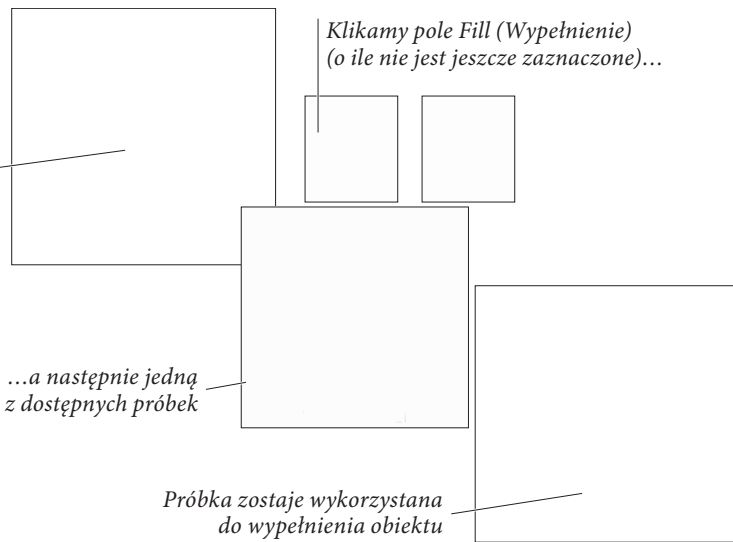 Klikamy pole Fill (Wypełnienie)
(o ile nie jest jeszcze zaznaczone)…
…a następnie jedną
z dostępnych próbek
Próbka zostaje wykorzystana
do wypełnienia obiektu